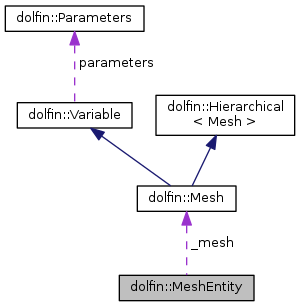 dolfin::Parameters
parameters
dolfin::Variable
dolfin::Hierarchical
< Mesh >
dolfin::Mesh
_mesh
dolfin::MeshEntity